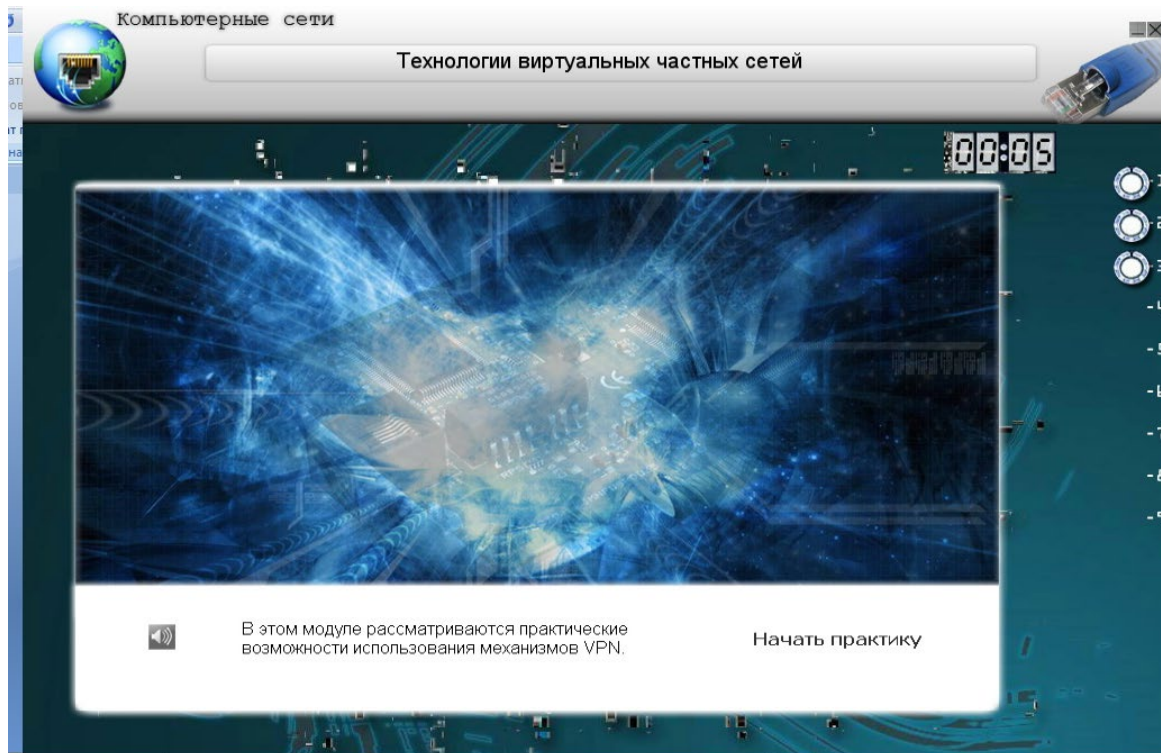 Компьютерные сети
Технологии виртуальных частных сетей
00:05
В этом модуле рассматриваются практические
возможности использования механизмов VPN.
Начать практику